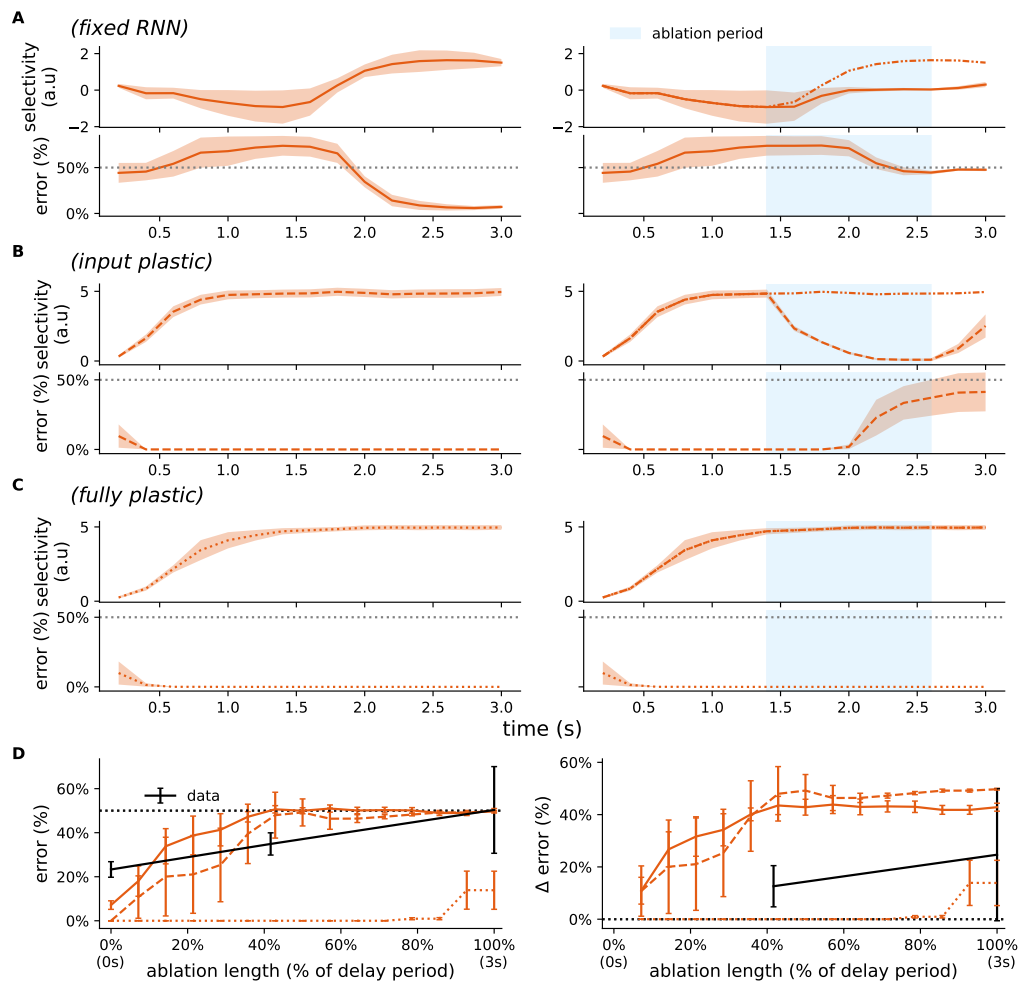 A
(fixed RNN)
ablation period
selectivity
(a.u)
2
0
−2
error (%)
50%
0%
0.5 1.0 1.5 2.0 2.5 3.0
0.5 1.0 1.5 2.0 2.5 3.0
B
(input plastic)
selectivity
(a.u)
5
0
error (%)
50%
0%
0.5 1.0 1.5 2.0 2.5 3.0
0.5 1.0 1.5 2.0 2.5 3.0
C
(fully plastic)
selectivity
(a.u)
5
0
error (%)
50%
0%
0.5 1.0 1.5 2.0 2.5 3.0
0.5 1.0 1.5 2.0 2.5 3.0
time (s)
D
error (%)
60%
40%
20%
0%
data
0% 20% 40% 60% 80% 100%
(0s) (3s)
ablation length (% of delay period)
Δ error (%)
60%
40%
20%
0%
0% 20% 40% 60% 80% 100%
(0s) (3s)
ablation length (% of delay period)